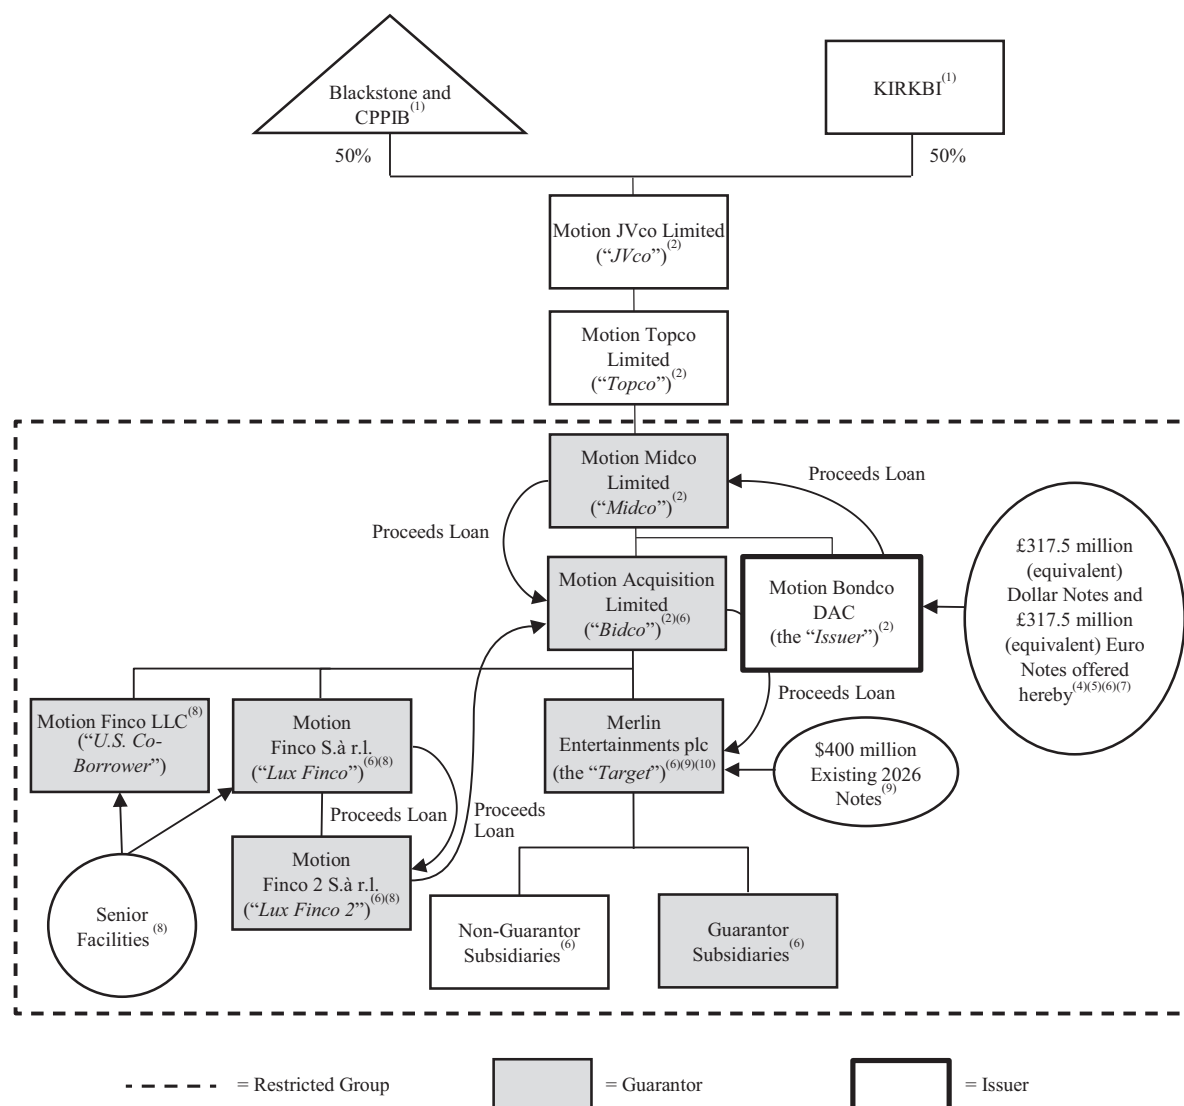 Blackstone and
CPPIB(1)
KIRKBI(1)
50%
50%
Motion JVco Limited
(“JVco”)(2)
Motion Topco
Limited
(“Topco”)(2)
Motion Midco
Limited
(“Midco”)(2)
Proceeds Loan
Proceeds Loan
£317.5 million
(equivalent)
Dollar Notes and
£317.5 million
(equivalent) Euro
Notes offered
hereby(4)(5)(6)(7)
Motion Acquisition
Limited
(“Bidco”)(2)(6)
Motion Bondco
DAC
(the “Issuer”)(2)
Proceeds Loan
Motion Finco LLC(8)
(“U.S. Co-
Borrower”)
Motion
Finco S.à r.l.
(“Lux Finco”)(6)(8)
Merlin
Entertainments plc
(the “Target”)(6)(9)(10)
$400 million
Existing 2026
Notes(9)
Proceeds Loan
Proceeds
Loan
Motion
Finco 2 S.à r.l.
(“Lux Finco 2”)(6)(8)
Senior
Facilities(8)
Non-Guarantor
Subsidiaries(6)
Guarantor
Subsidiaries(6)
= Restricted Group
= Guarantor
= Issuer